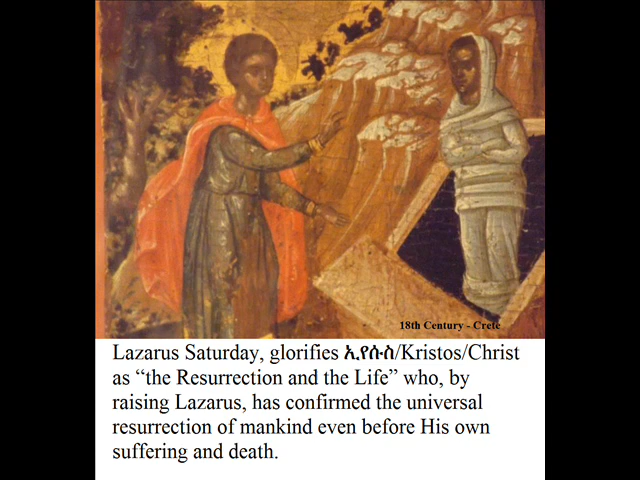 18th Century - Crete
Lazarus Saturday, glorifies ኢየሱስ/Kristos/Christ
as “the Resurrection and the Life” who, by
raising Lazarus, has confirmed the universal
resurrection of mankind even before His own
suffering and death.